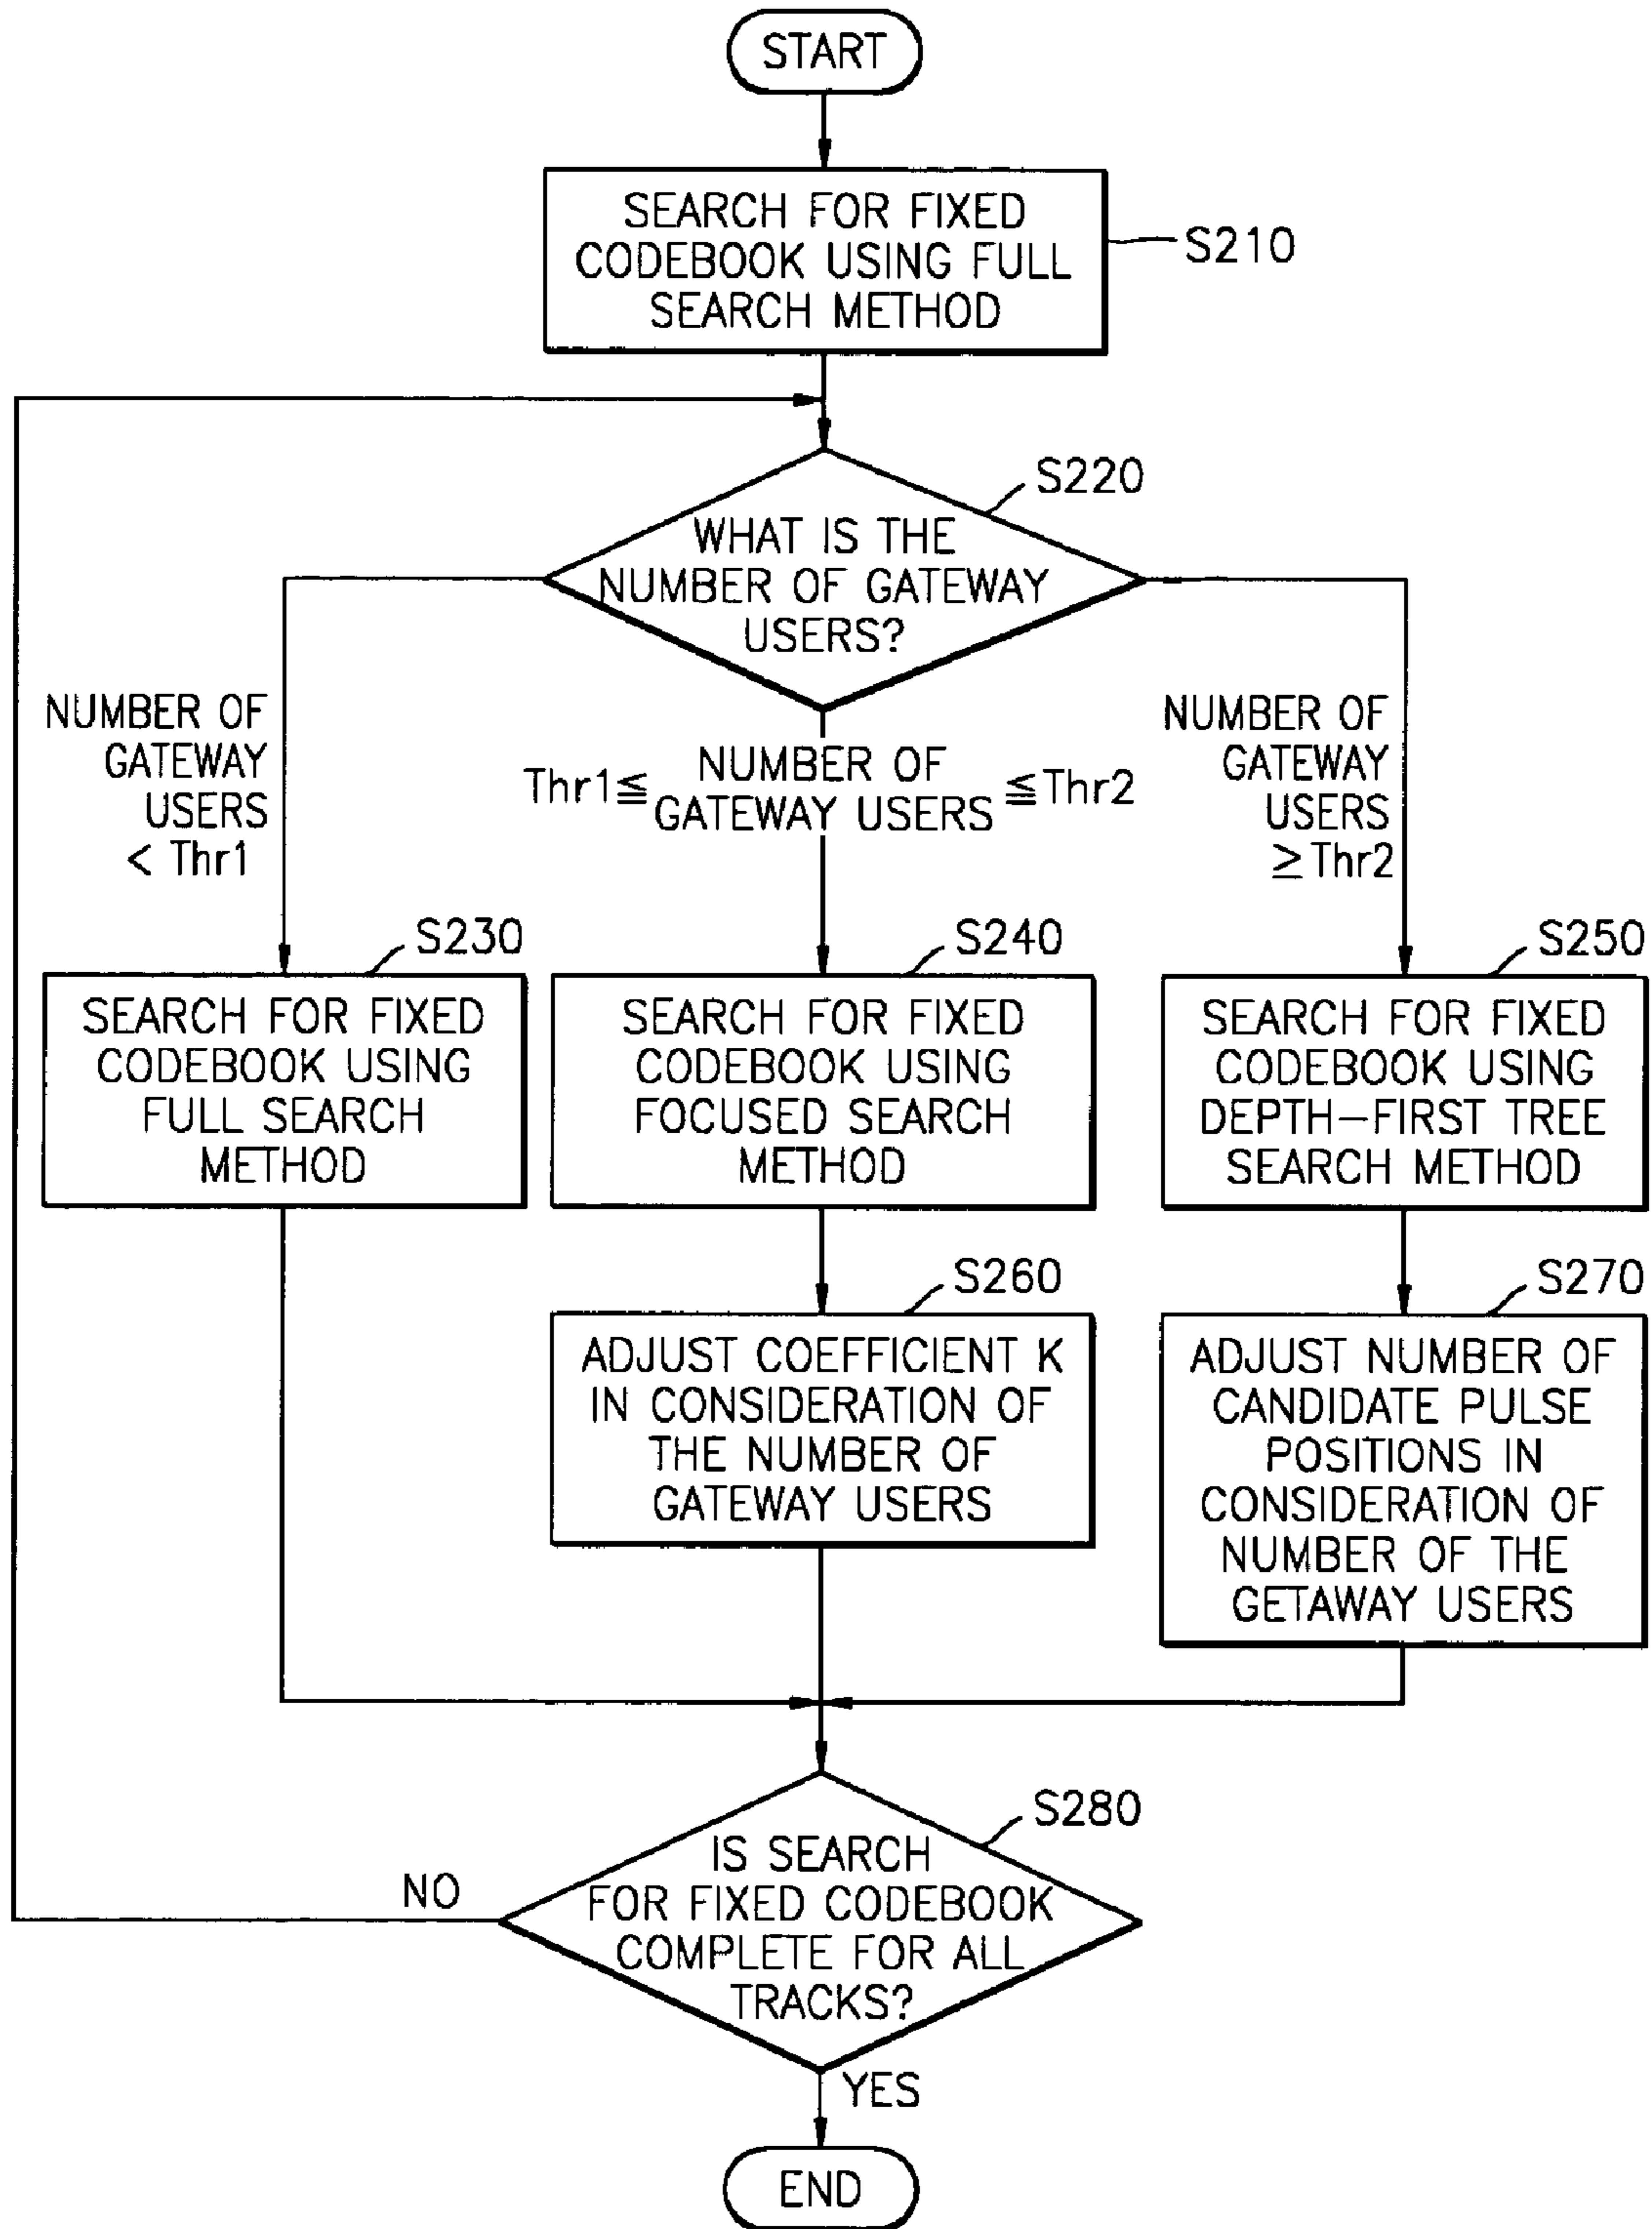 START
SEARCH FOR FIXED
CODEBOOK USING FULL
SEARCH METHOD
S210
S220
WHAT IS THE
NUMBER OF GATEWAY
USERS?
NUMBER OF
GATEWAY
USERS
< Thr1
Thr1≦ NUMBER OF
GATEWAY USERS ≦Thr2
NUMBER OF
GATEWAY
USERS
≥Thr2
S230
SEARCH FOR FIXED
CODEBOOK USING
FULL SEARCH
METHOD
S240
SEARCH FOR FIXED
CODEBOOK USING
FOCUSED SEARCH
METHOD
S250
SEARCH FOR FIXED
CODEBOOK USING
DEPTH-FIRST TREE
SEARCH METHOD
S260
ADJUST COEFFICIENT K
IN CONSIDERATION OF
THE NUMBER OF
GATEWAY USERS
S270
ADJUST NUMBER OF
CANDIDATE PULSE
POSITIONS IN
CONSIDERATION OF
NUMBER OF THE
GETAWAY USERS
S280
IS SEARCH
FOR FIXED CODEBOOK
COMPLETE FOR ALL
TRACKS?
NO
YES
END